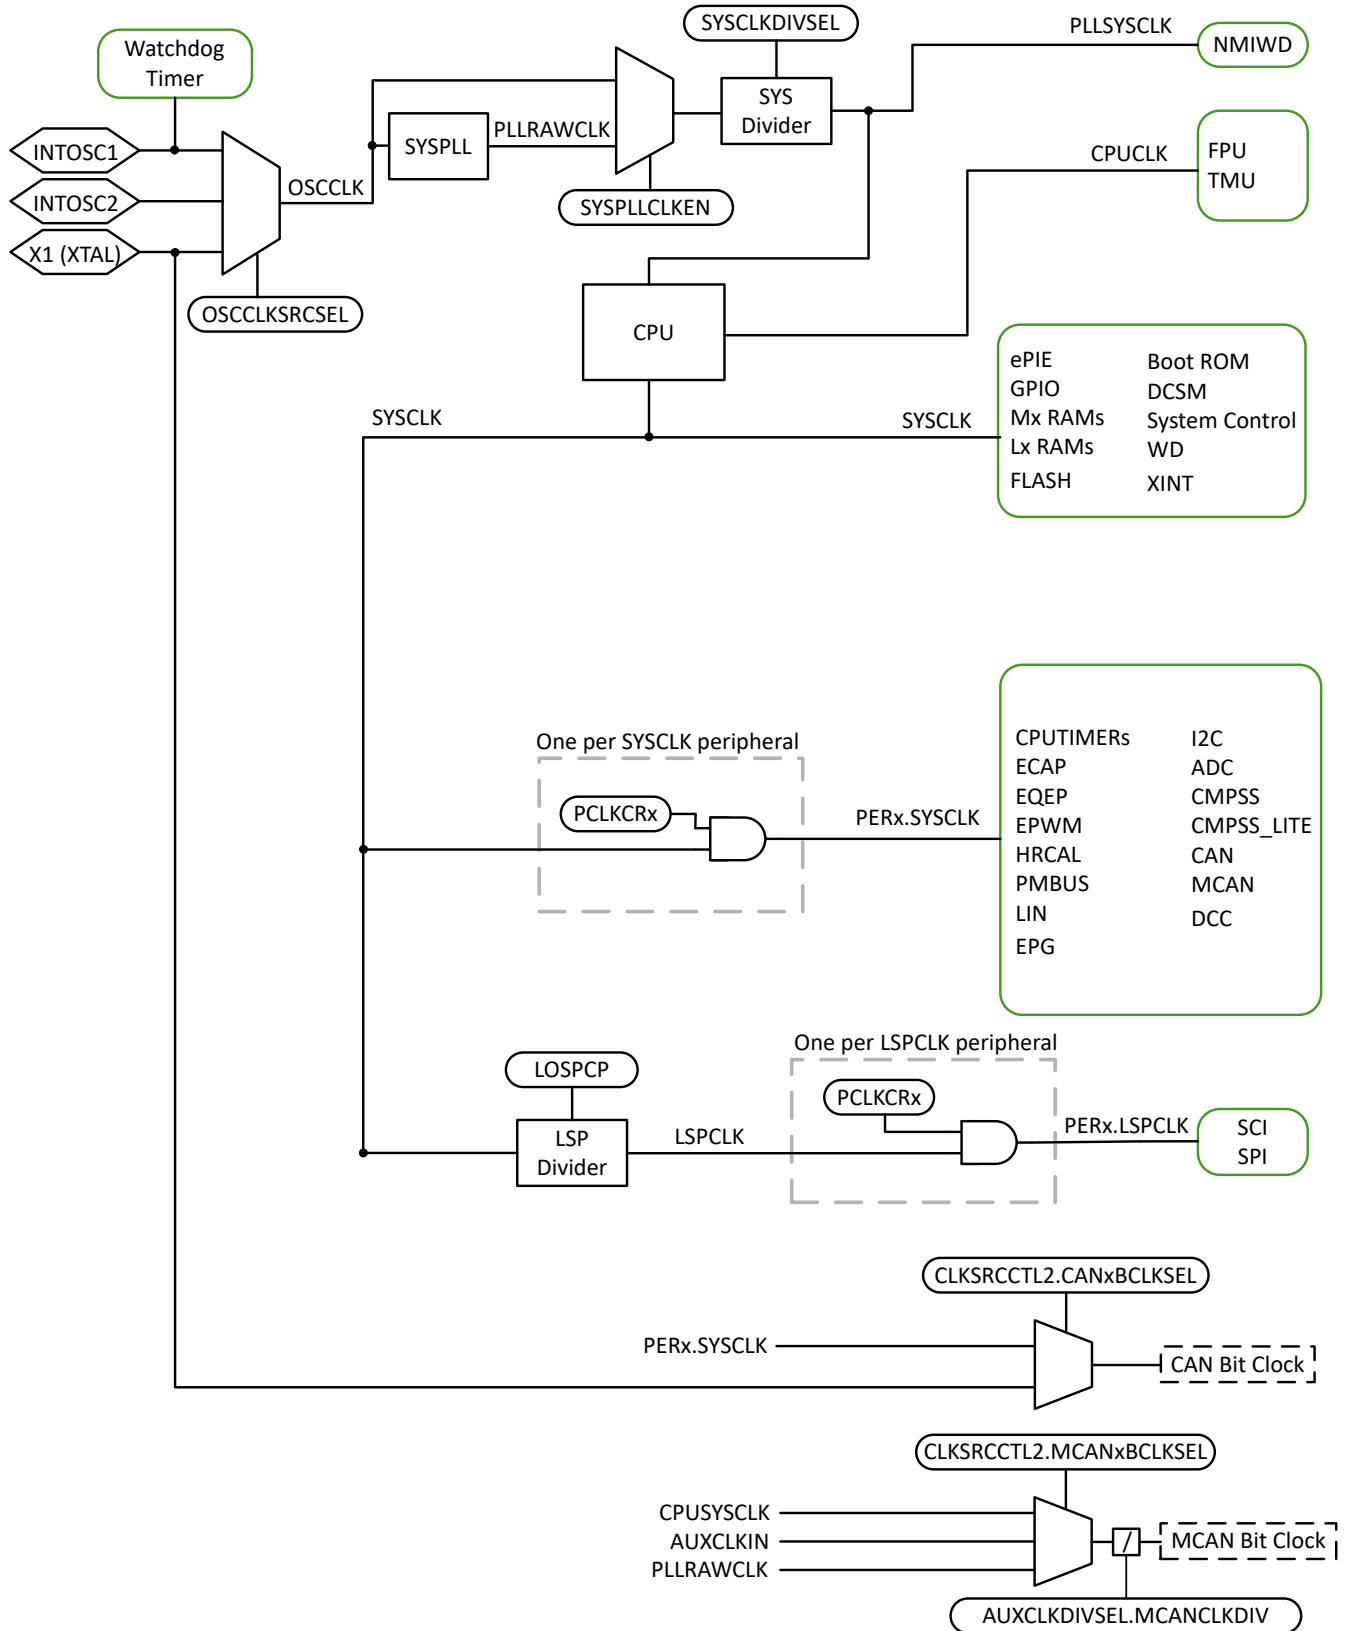 SYSCLKDIVSEL
PLLSYSCLK
NMIWD
Watchdog
Timer
SYS
Divider
INTOSC1
SYSPLL
PLLRAWCLK
CPUCLK
FPU
TMU
INTOSC2
OSCCLK
SYSPLLCLKEN
X1 (XTAL)
OSCCLKSRCSEL
CPU
ePIE
GPIO
Mx RAMs
Lx RAMs
FLASH
Boot ROM
DCSM
System Control
WD
XINT
SYSCLK
SYSCLK
One per SYSCLK peripheral
PCLKCRx
PERx.SYSCLK
CPUTIMERs
ECAP
EQEP
EPWM
HRCAL
PMBUS
LIN
EPG
I2C
ADC
CMPSS
CMPSS_LITE
CAN
MCAN
DCC
One per LSPCLK peripheral
LOSPCP
PCLKCRx
LSP
Divider
LSPCLK
PERx.LSPCLK
SCI
SPI
CLKSRCCTL2.CANxBCLKSEL
PERx.SYSCLK
CAN Bit Clock
CLKSRCCTL2.MCANxBCLKSEL
CPUSYSCLK
AUXCLKIN
PLLRAWCLK
/
MCAN Bit Clock
AUXCLKDIVSEL.MCANCLKDIV